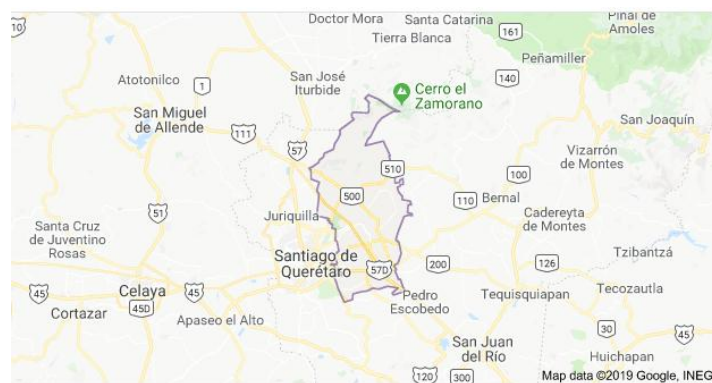 Doctor Mora
Santa Catarina
Pinal de
Amoles
10
161
Tierra Blanca
Peñamiller
Atotonilco
1
San José
Iturbide
Cerro el
Zamorano
140
San Miguel
de Allende
111
57
San Joaquín
510
100
Vizarrón
de Montes
51
Juriquilla
500
110
Bernal
Cadereyta
de Montes
Santa Cruz
de Juventino
Rosas
Santiago de
Querétaro
57D
200
126
Tzibantzá
45
Celaya
45
Pedro
Escobedo
Tequisquiapan
Tecozautla
Cortazar
45D
Apaseo el Alto
San Juan
del Río
30
45
Huichapan
120
300
Map data ©2019 Google, INEG